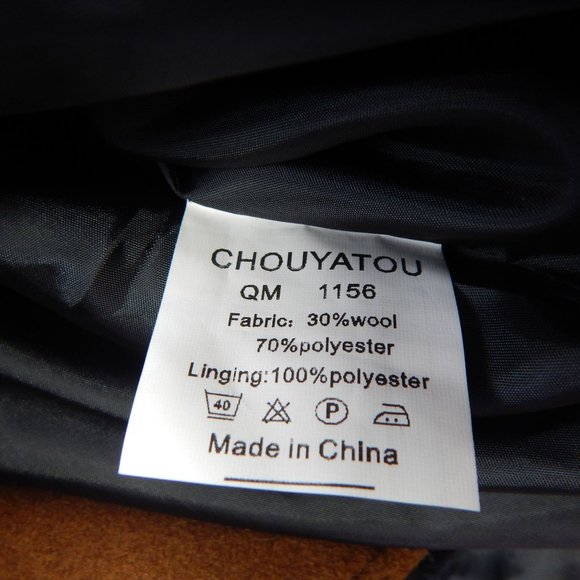 CHOUYATOU
QM 1156
Fabric: 30%wool
70%polyester
Linging:100%polyester
40 P
Made in China